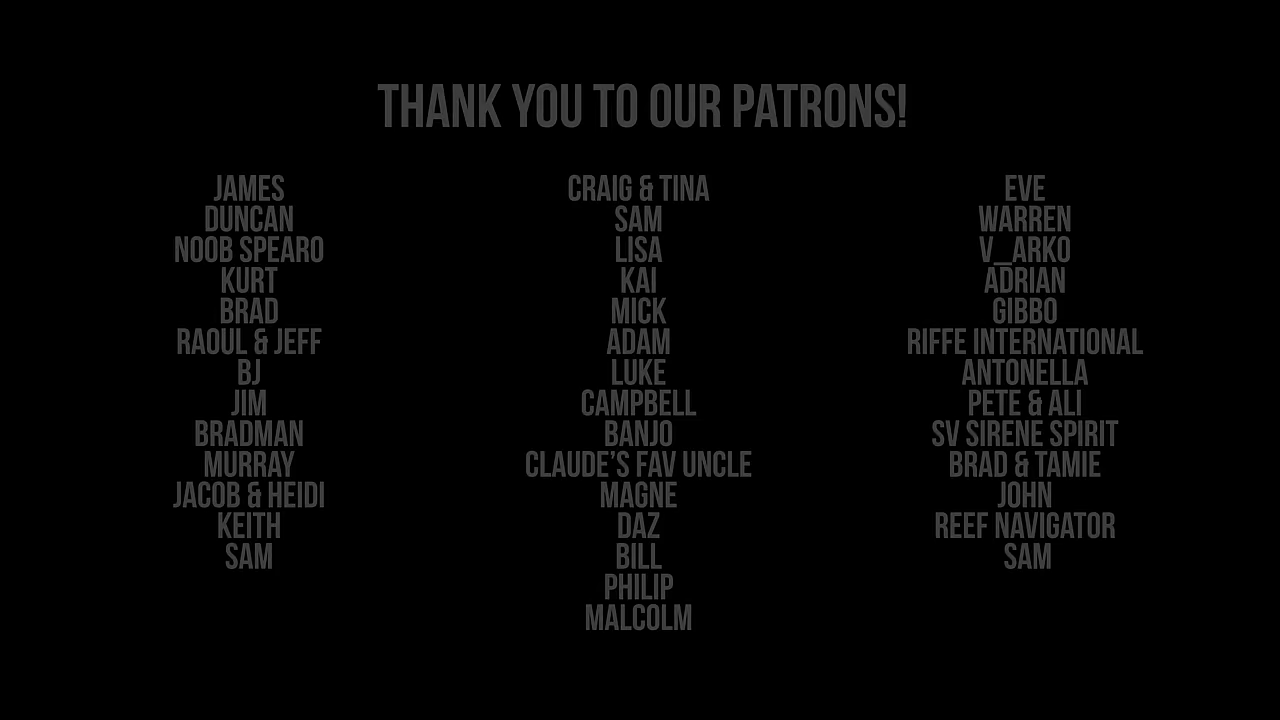 THANK YOU TO OUR PATRONS!
JAMES
DUNCAN
NOOB SPEARO
KURT
BRAD
RAOUL & JEFF
BJ
JIM
BRADMAN
MURRAY
JACOB & HEIDI
KEITH
SAM
CRAIG & TINA
SAM
LISA
KAI
MICK
ADAM
LUKE
CAMPBELL
BANJO
CLAUDE'S FAV UNCLE
MAGNE
DAZ
BILL
PHILIP
MALCOLM
EVE
WARREN
V_ARKO
ADRIAN
GIBBO
RIFFE INTERNATIONAL
ANTONELLA
PETE & ALI
SV SIRENE SPIRIT
BRAD & TAMIE
JOHN
REEF NAVIGATOR
SAM